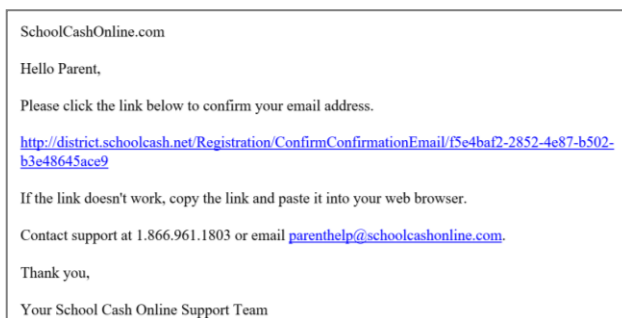 SchoolCashOnline.com
Hello Parent,
Please click the link below to confirm your email address.
http://district.schoolcash.net/Registration/ConfirmConfirmationEmail/f5e4baf2-2852-4e87-b502-
b3e48645ace9
If the link doesn't work, copy the link and paste it into your web browser.
Contact support at 1.866.961.1803 or email parenthelp@schoolcashonline.com.
Thank you,
Your School Cash Online Support Team